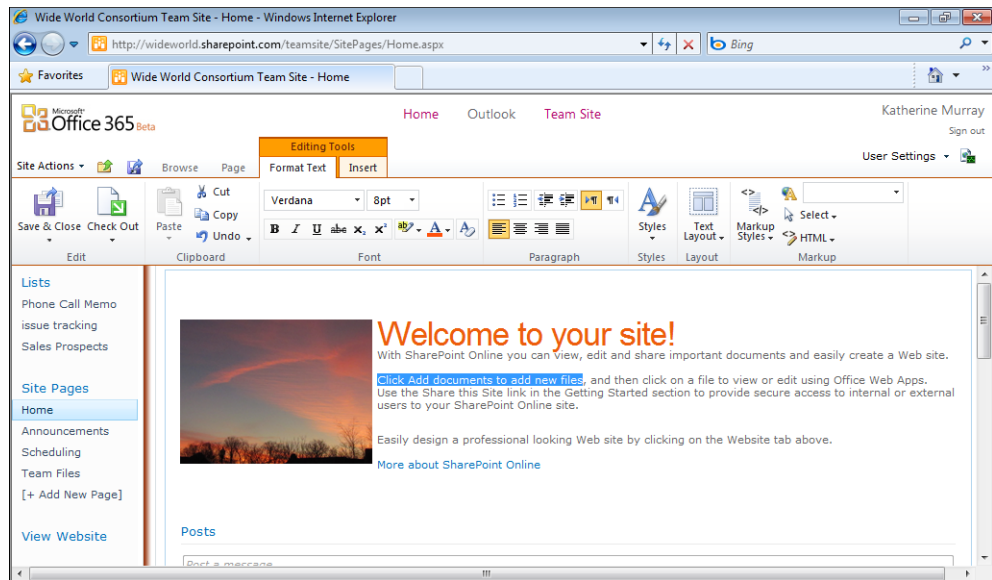 Wide World Consortium Team Site - Home - Windows Internet Explorer
http://wideworld.sharepoint.com/teamsite/SitePages/Home.aspx
Bing
Favorites
Wide World Consortium Team Site - Home
Microsoft
Office 365 Beta
Home Outlook Team Site
Katherine Murray
Sign out
User Settings
Editing Tools
Site Actions
Browse Page Format Text Insert
Save & Close Check Out
Paste
Cut
Copy
Undo
Verdana 8pt
B I U abc x₂ x² ab A A
Styles
Text Layout
Markup Styles
Select
HTML
Edit Clipboard Font Paragraph Styles Layout Markup
Lists
Phone Call Memo
issue tracking
Sales Prospects
Site Pages
Home
Announcements
Scheduling
Team Files
[+ Add New Page]
View Website
Welcome to your site!
With SharePoint Online you can view, edit and share important documents and easily create a Web site.
Click Add documents to add new files, and then click on a file to view or edit using Office Web Apps.
Use the Share this Site link in the Getting Started section to provide secure access to internal or external
users to your SharePoint Online site.
Easily design a professional looking Web site by clicking on the Website tab above.
More about SharePoint Online
Posts
Post a message